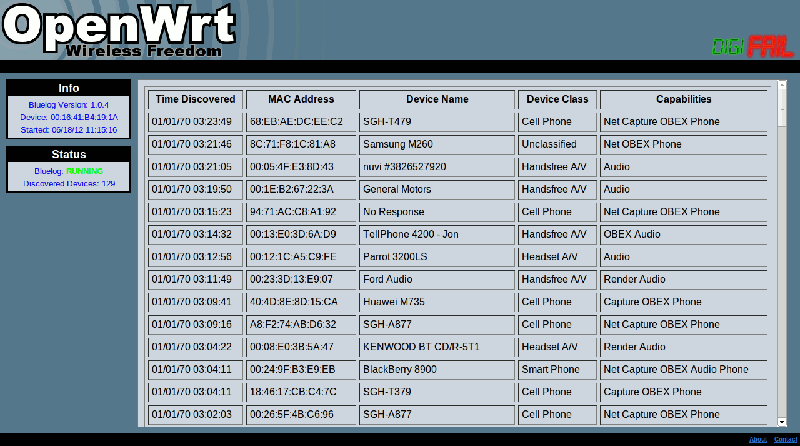 OpenWrt
Wireless Freedom
DIGI FAIL
Info
Bluelog Version: 1.0.4
Device: 00:16:41:B4:19:1A
Started: 06/18/12 11:15:16
Status
Bluelog: RUNNING
Discovered Devices: 129
Time Discovered MAC Address Device Name Device Class Capabilities
01/01/70 03:23:49 68:EB:AE:DC:EE:C2 SGH-T479 Cell Phone Net Capture OBEX Phone
01/01/70 03:21:46 8C:71:F8:1C:81:A8 Samsung M260 Unclassified Net OBEX Phone
01/01/70 03:21:05 00:05:4F:E3:8D:43 nuvi #3826527920 Handsfree A/V Audio
01/01/70 03:19:50 00:1E:B2:67:22:3A General Motors Handsfree A/V Audio
01/01/70 03:15:23 94:71:AC:C8:A1:92 No Response Cell Phone Net Capture OBEX Phone
01/01/70 03:14:32 00:13:E0:3D:6A:D9 TellPhone 4200 - Jon Handsfree A/V OBEX Audio
01/01/70 03:12:56 00:12:1C:A5:C9:FE Parrot 3200LS Headset A/V Audio
01/01/70 03:11:49 00:23:3D:13:E9:07 Ford Audio Handsfree A/V Render Audio
01/01/70 03:09:41 40:4D:8E:8D:15:CA Huawei M735 Cell Phone Capture OBEX Phone
01/01/70 03:09:16 A8:F2:74:AB:D6:32 SGH-A877 Cell Phone Net Capture OBEX Phone
01/01/70 03:04:22 00:08:E0:3B:5A:47 KENWOOD BT CD/R-5T1 Headset A/V Render Audio
01/01/70 03:04:11 00:24:9F:B3:E9:EB BlackBerry 8900 Smart Phone Net Capture OBEX Audio Phone
01/01/70 03:04:11 18:46:17:CB:C4:7C SGH-T379 Cell Phone Capture OBEX Phone
01/01/70 03:02:03 00:26:5F:4B:C6:96 SGH-A877 Cell Phone Net Capture OBEX Phone
About Contact